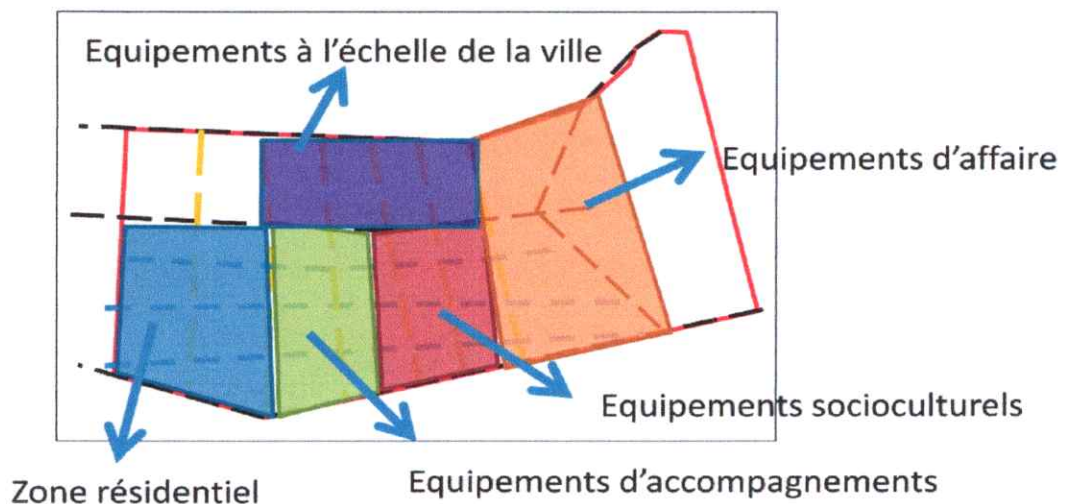 Equipements à l'échelle de la ville
Equipements d'affaire
Equipements socioculturels
Equipements d'accompagnements
Zone résidentiel